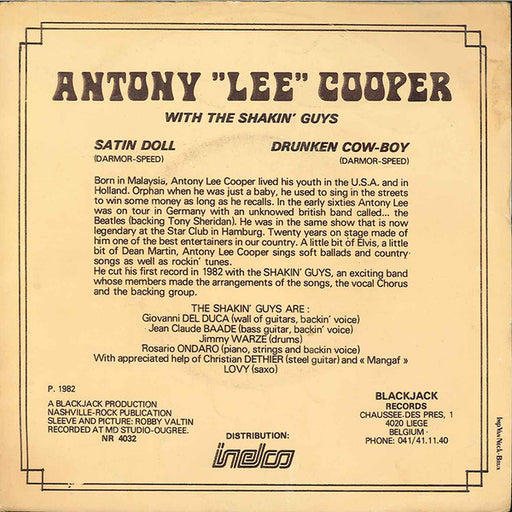 ANTONY "LEE" COOPER
WITH THE SHAKIN' GUYS
SATIN DOLL
(DARMOR-SPEED)
DRUNKEN COW-BOY
(DARMOR-SPEED)
Born in Malaysia, Antony Lee Cooper lived his youth in the U.S.A. and in
Holland. Orphan when he was just a baby, he used to sing in the streets
to win some money as long as he recalls. In the early sixties Antony Lee
was on tour in Germany with an unknowed british band called... the
Beatles (backing Tony Sheridan). He was in the same show that is now
legendary at the Star Club in Hamburg. Twenty years on stage made of
him one of the best entertainers in our country. A little bit of Elvis, a little
bit of Dean Martin, Antony Lee Cooper sings soft ballads and country
songs as well as rockin' tunes.
He cut his first record in 1982 with the SHAKIN' GUYS, an exciting band
whose members made the arrangements of the songs, the vocal Chorus
and the backing group.
THE SHAKIN' GUYS ARE :
Giovanni DEL DUCA (wall of guitars, backin' voice)
Jean Claude BAADE (bass guitar, backin' voice)
Jimmy WARZE (drums)
Rosario ONDARO (piano, strings and backin voice)
With appreciated help of Christian DETHIER (steel guitar) and « Mangaf »
LOVY (saxo)
P. 1982
A BLACKJACK PRODUCTION
NASHVILLE-ROCK PUBLICATION
SLEEVE AND PICTURE: ROBBY VALTIN
RECORDED AT MD STUDIO-OUGREE.
NR 4032
DISTRIBUTION:
inelco
BLACKJACK
RECORDS
CHAUSSEE-DES PRES, 1
4020 LIEGE
BELGIUM -
PHONE: 041/41.11.40
Imp Van Neck - Brux